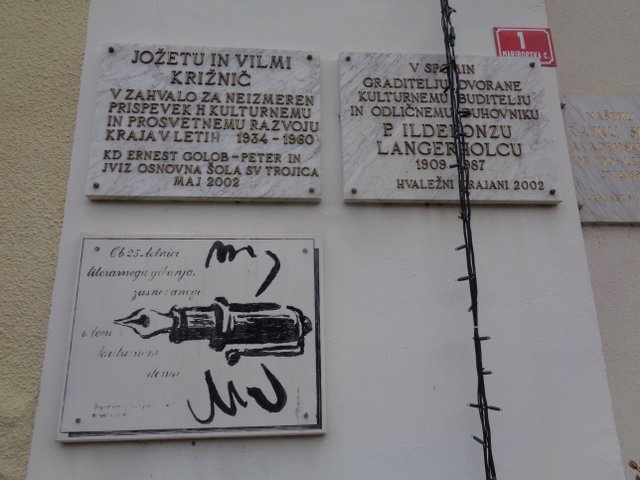 JOŽETU IN VILMI
KRIŽNIČ
V ZAHVALO ZA NEIZMEREN
PRISPEVEK H KULTURNEMU
IN PROSVETNEMU RAZVOJU
KRAJA V LETIH 1934-1960
KD ERNEST GOLOB-PETER IN
JVIZ OSNOVNA ŠOLA SV TROJICA
MAJ 2002
V SPOMIN
GRADITELJU DVORANE
KULTURNEMU BUDITELJU
IN ODLIČNEMU DUHOVNIKU
P. ILDEFONZU
LANGERHOLCU
1909-1987
HVALEŽNI KRAJANI 2002
1
MARIBORSKA C.
NAŠEMU
Ob 25-letnici
literarnega gibanja,
zasnovanega
v tem
kulturnem
domu